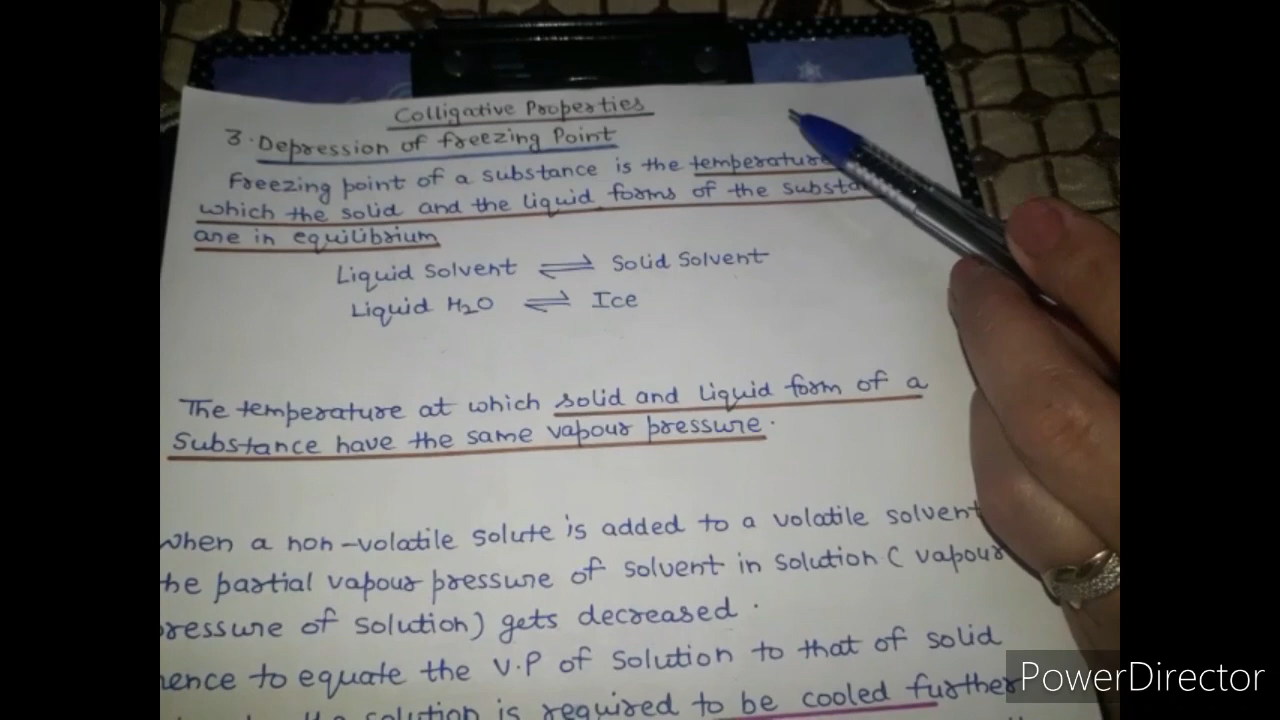 Colligative Properties
3. Depression of freezing Point
Freezing point of a substance is the temperature
which the solid and the liquid forms of the substa
are in equilibrium
Liquid Solvent ⇌ Solid Solvent
Liquid H2O ⇌ Ice
The temperature at which solid and liquid form of a
Substance have the same vapour pressure.
when a non-volatile solute is added to a volatile solvent
he partial vapour pressure of solvent in solution ( vapour
ressure of solution) gets decreased.
ence to equate the V.P of solution to that of solid
solution is required to be cooled further
PowerDirector